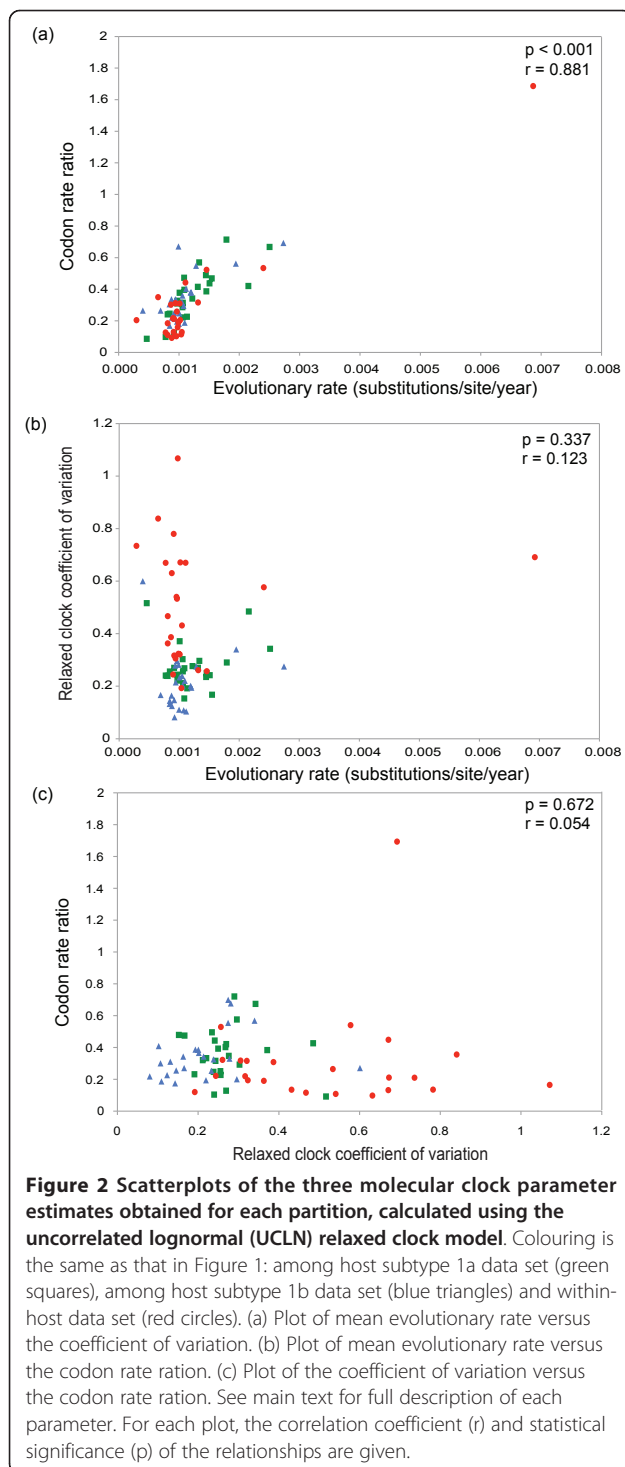 (a)
2
1.8
1.6
1.4
1.2
1
0.8
0.6
0.4
0.2
0
p < 0.001
r = 0.881
Codon rate ratio
0.000 0.001 0.002 0.003 0.004 0.005 0.006 0.007 0.008
Evolutionary rate (substitutions/site/year)
(b)
1.2
1
0.8
0.6
0.4
0.2
0
p = 0.337
r = 0.123
Relaxed clock coefficient of variation
0.000 0.001 0.002 0.003 0.004 0.005 0.006 0.007 0.008
Evolutionary rate (substitutions/site/year)
(c)
2
1.8
1.6
1.4
1.2
1
0.8
0.6
0.4
0.2
0
p = 0.672
r = 0.054
Codon rate ratio
0 0.2 0.4 0.6 0.8 1 1.2
Relaxed clock coefficient of variation
Figure 2 Scatterplots of the three molecular clock parameter
estimates obtained for each partition, calculated using the
uncorrelated lognormal (UCLN) relaxed clock model. Colouring is
the same as that in Figure 1: among host subtype 1a data set (green
squares), among host subtype 1b data set (blue triangles) and within-
host data set (red circles). (a) Plot of mean evolutionary rate versus
the coefficient of variation. (b) Plot of mean evolutionary rate versus
the codon rate ration. (c) Plot of the coefficient of variation versus
the codon rate ration. See main text for full description of each
parameter. For each plot, the correlation coefficient (r) and statistical
significance (p) of the relationships are given.